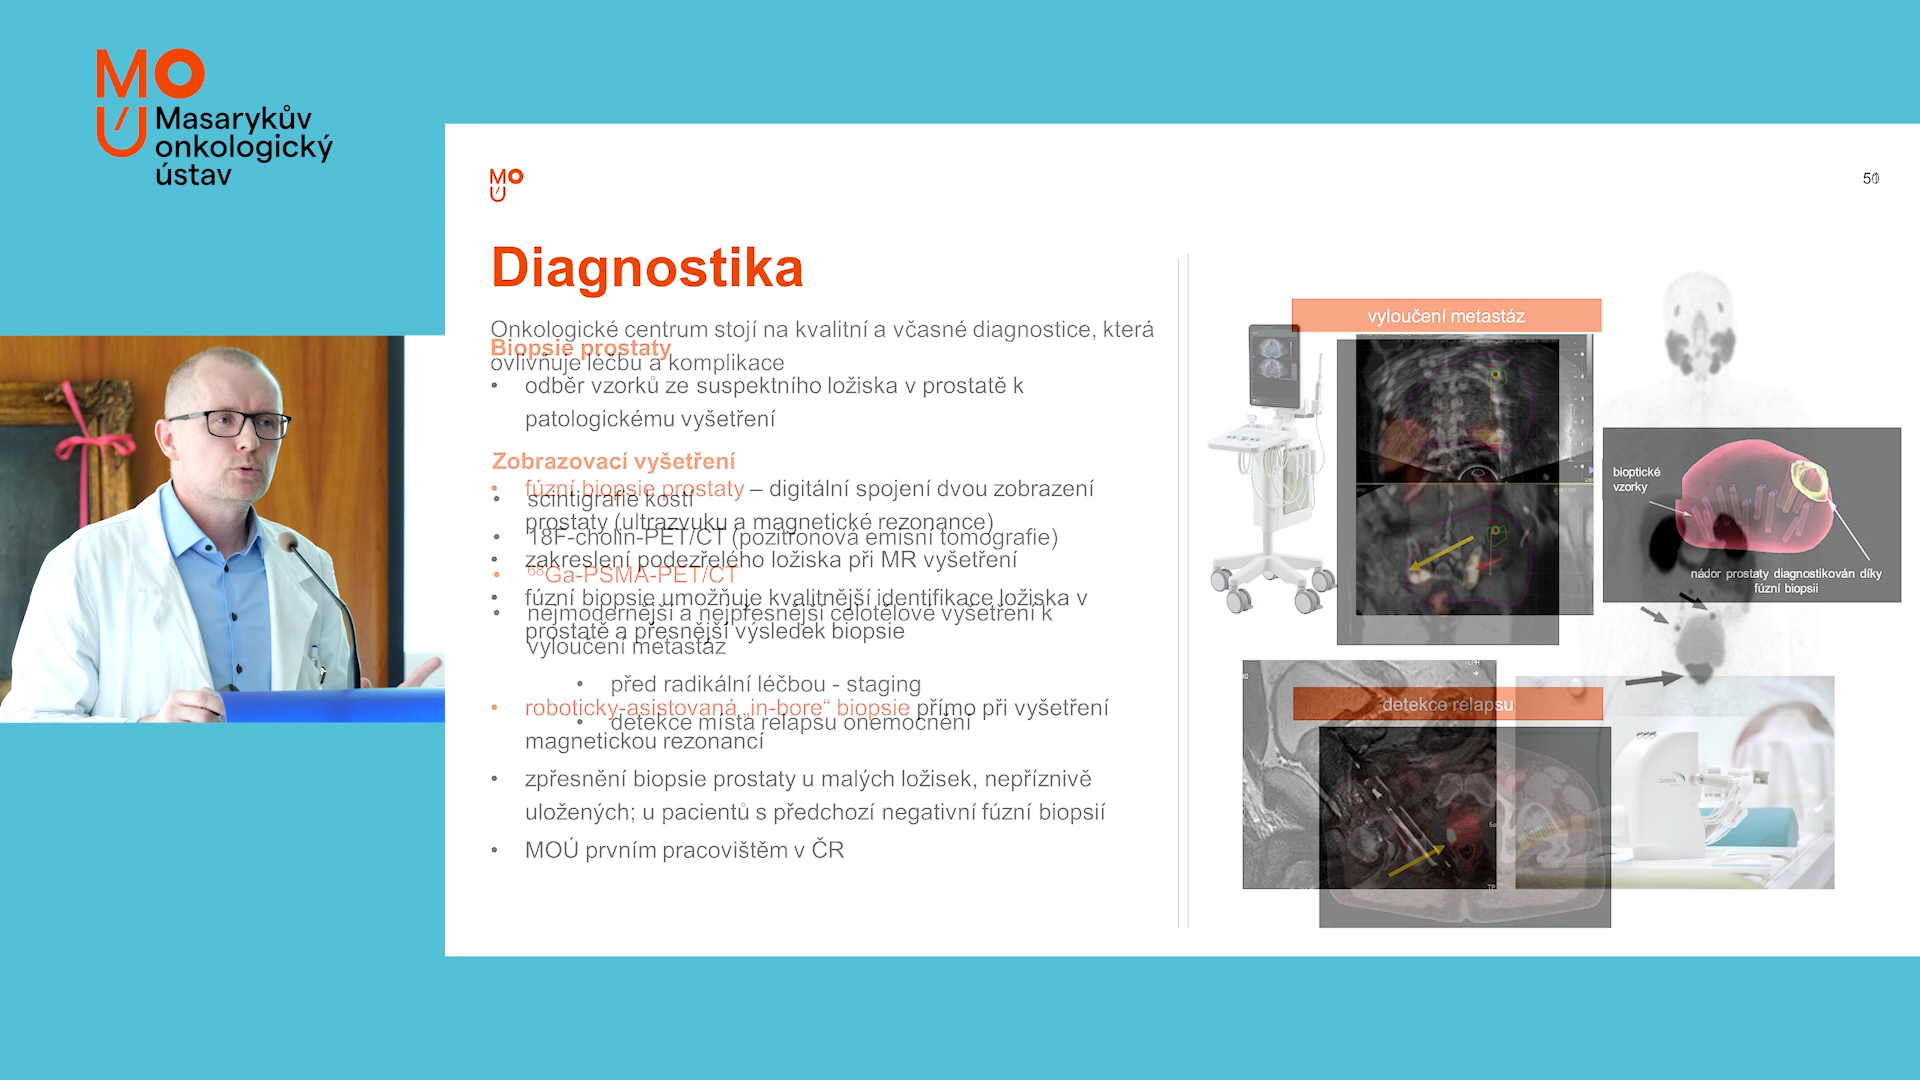 MOÚ
Masarykův
onkologický
ústav
MOÚ
Diagnostika
Onkologické centrum stojí na kvalitní a včasné diagnostice, která
ovlivňuje léčbu a komplikace
Biopsie prostaty
• odběr vzorků ze suspektního ložiska v prostatě k
patologickému vyšetření
Zobrazovací vyšetření
• fúzní biopsie prostaty – digitální spojení dvou zobrazení
prostaty (ultrazvuku a magnetické rezonance)
• scintigrafie kostí
• 18F-cholin-PET/CT (pozitronová emisní tomografie)
• zakreslení podezřelého ložiska při MR vyšetření
• ⁶⁸Ga-PSMA-PET/CT
• fúzní biopsie umožňuje kvalitnější identifikace ložiska v
prostatě a přesnější výsledek biopsie
• nejmodernější a nejpřesnější celotělové vyšetření k
vyloučení metastáz
• před radikální léčbou - staging
• detekce místa relapsu onemocnění
• roboticky-asistovaná „in-bore“ biopsie přímo při vyšetření
magnetickou rezonancí
• zpřesnění biopsie prostaty u malých ložisek, nepříznivě
uložených; u pacientů s předchozí negativní fúzní biopsií
• MOÚ prvním pracovištěm v ČR
vyloučení metastáz
bioptické
vzorky
nádor prostaty diagnostikován díky
fúzní biopsii
detekce relapsu